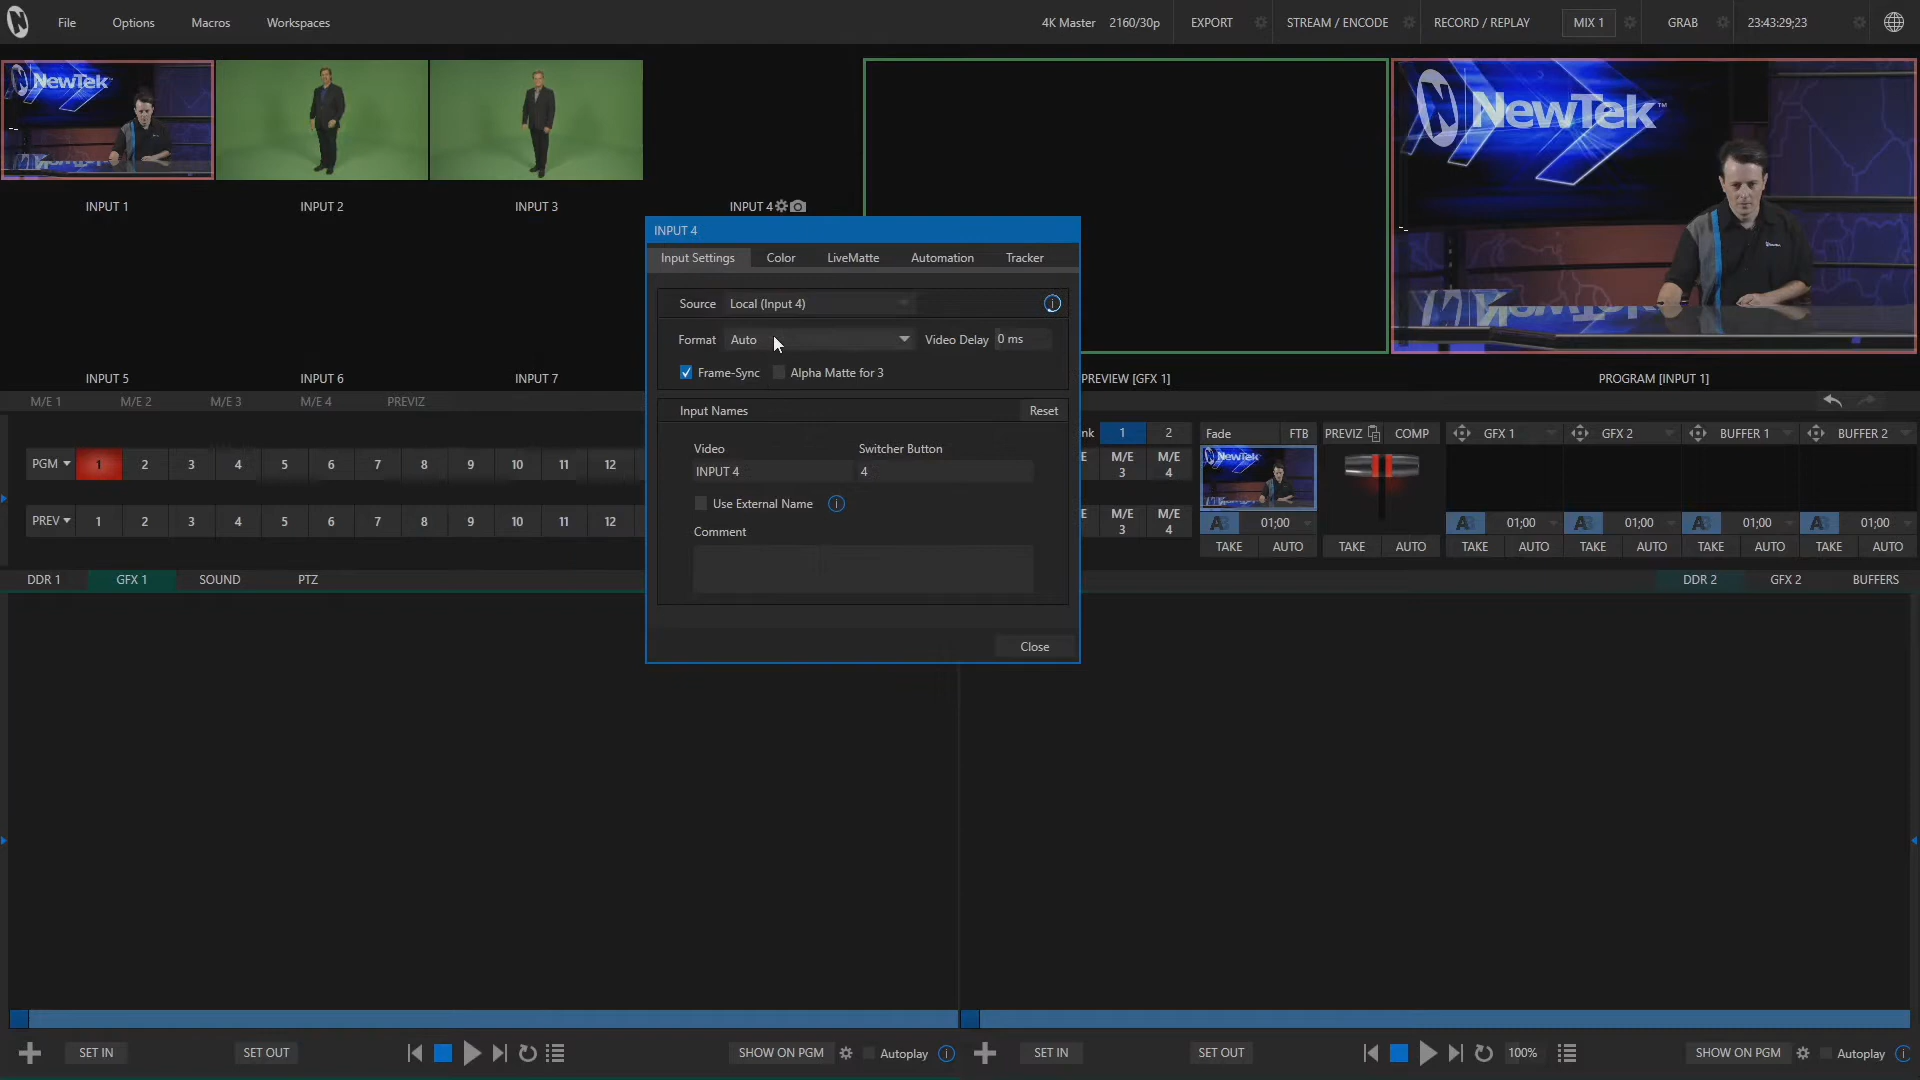 File Options Macros Workspaces 4K Master 2160/30p EXPORT STREAM / ENCODE RECORD / REPLAY MIX 1 GRAB 23:43:29;23
NewTek
NewTek™
INPUT 1 INPUT 2 INPUT 3 INPUT 4
INPUT 4
Input Settings Color LiveMatte Automation Tracker
Source Local (Input 4)
Format Auto Video Delay 0 ms
Frame-Sync Alpha Matte for 3
INPUT 5 INPUT 6 INPUT 7 PREVIEW [GFX 1] PROGRAM [INPUT 1]
M/E 1 M/E 2 M/E 3 M/E 4 PREVIZ
Input Names Reset
nk 1 2 Fade FTB PREVIZ COMP GFX 1 GFX 2 BUFFER 1 BUFFER 2
Video Switcher Button
INPUT 4 4
PGM 1 2 3 4 5 6 7 8 9 10 11 12 E M/E 3 M/E 4
NewTek
Use External Name
Comment
PREV 1 2 3 4 5 6 7 8 9 10 11 12 E M/E 3 M/E 4
AB 01;00 AB 01;00 AB 01;00 AB 01;00 AB 01;00
TAKE AUTO TAKE AUTO TAKE AUTO TAKE AUTO TAKE AUTO TAKE AUTO
DDR 1 GFX 1 SOUND PTZ DDR 2 GFX 2 BUFFERS
Close
SET IN SET OUT SHOW ON PGM Autoplay SET IN SET OUT 100% SHOW ON PGM Autoplay